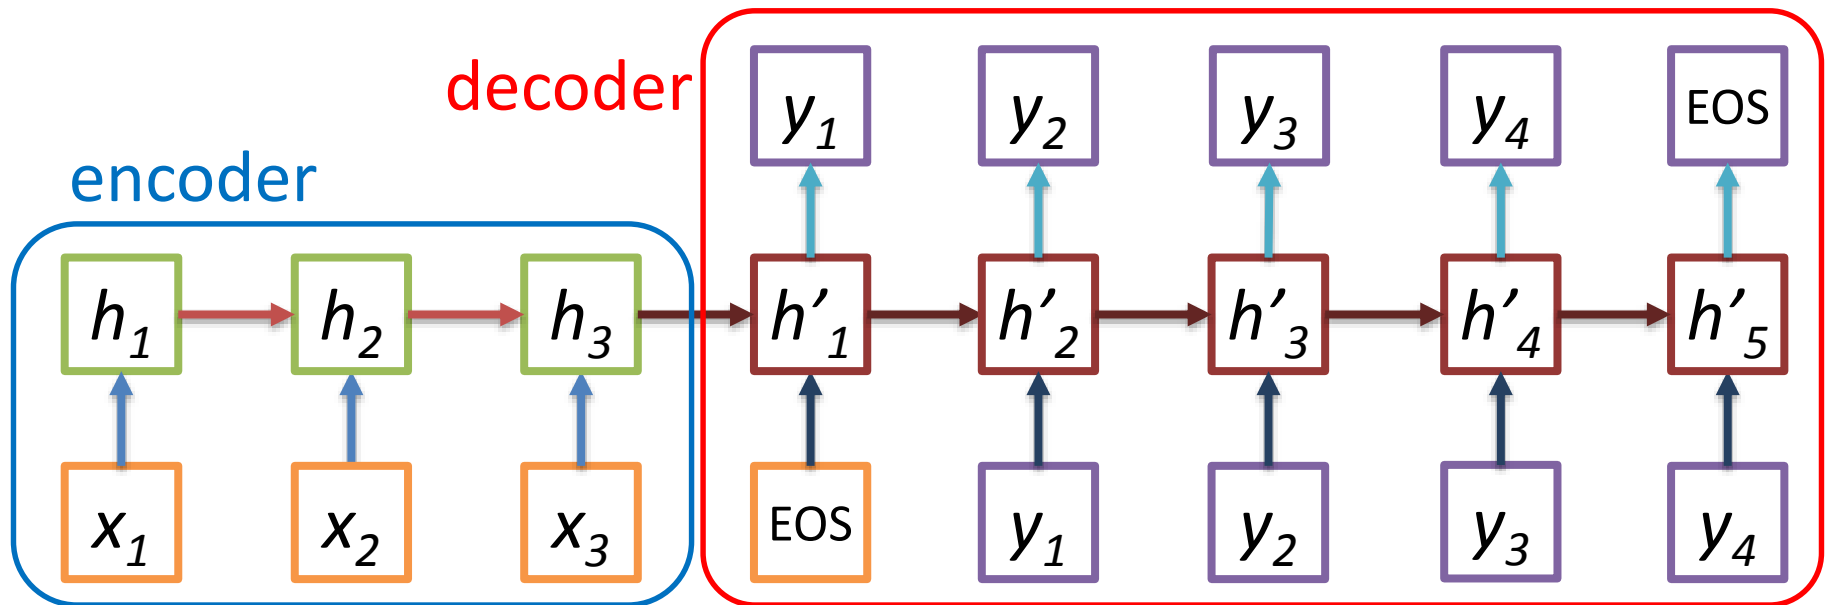 decoder
encoder
y1 y2 y3 y4 EOS
h1 h2 h3 h'1 h'2 h'3 h'4 h'5
x1 x2 x3 EOS y1 y2 y3 y4